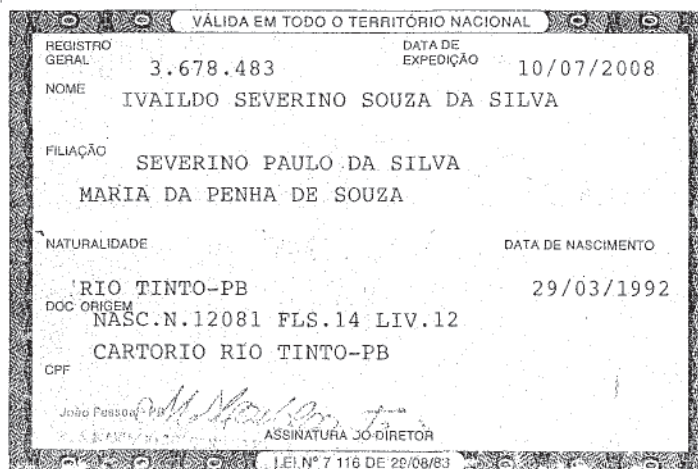 VÁLIDA EM TODO O TERRITÓRIO NACIONAL
REGISTRO GERAL 3.678.483 DATA DE EXPEDIÇÃO 10/07/2008
NOME IVAILDO SEVERINO SOUZA DA SILVA
FILIAÇÃO SEVERINO PAULO DA SILVA
MARIA DA PENHA DE SOUZA
NATURALIDADE DATA DE NASCIMENTO
RIO TINTO-PB 29/03/1992
DOC ORIGEM NASC.N.12081 FLS.14 LIV.12
CARTORIO RIO TINTO-PB
CPF
João Pessoa - PB
ASSINATURA DO DIRETOR
LEI Nº 7 116 DE 29/08/83